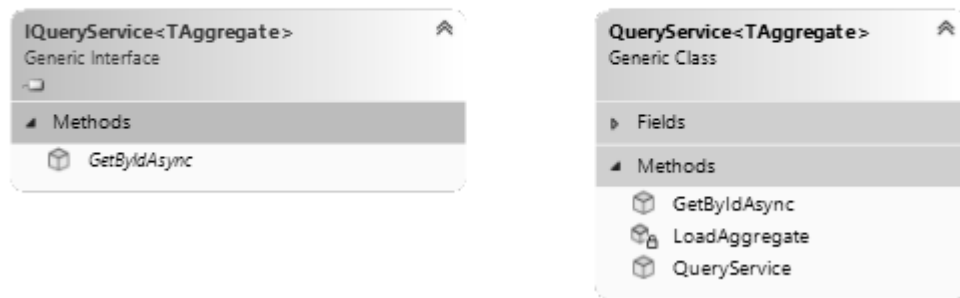 IQueryService<TAggregate>
Generic Interface
Methods
GetByIdAsync
QueryService<TAggregate>
Generic Class
Fields
Methods
GetByIdAsync
LoadAggregate
QueryService